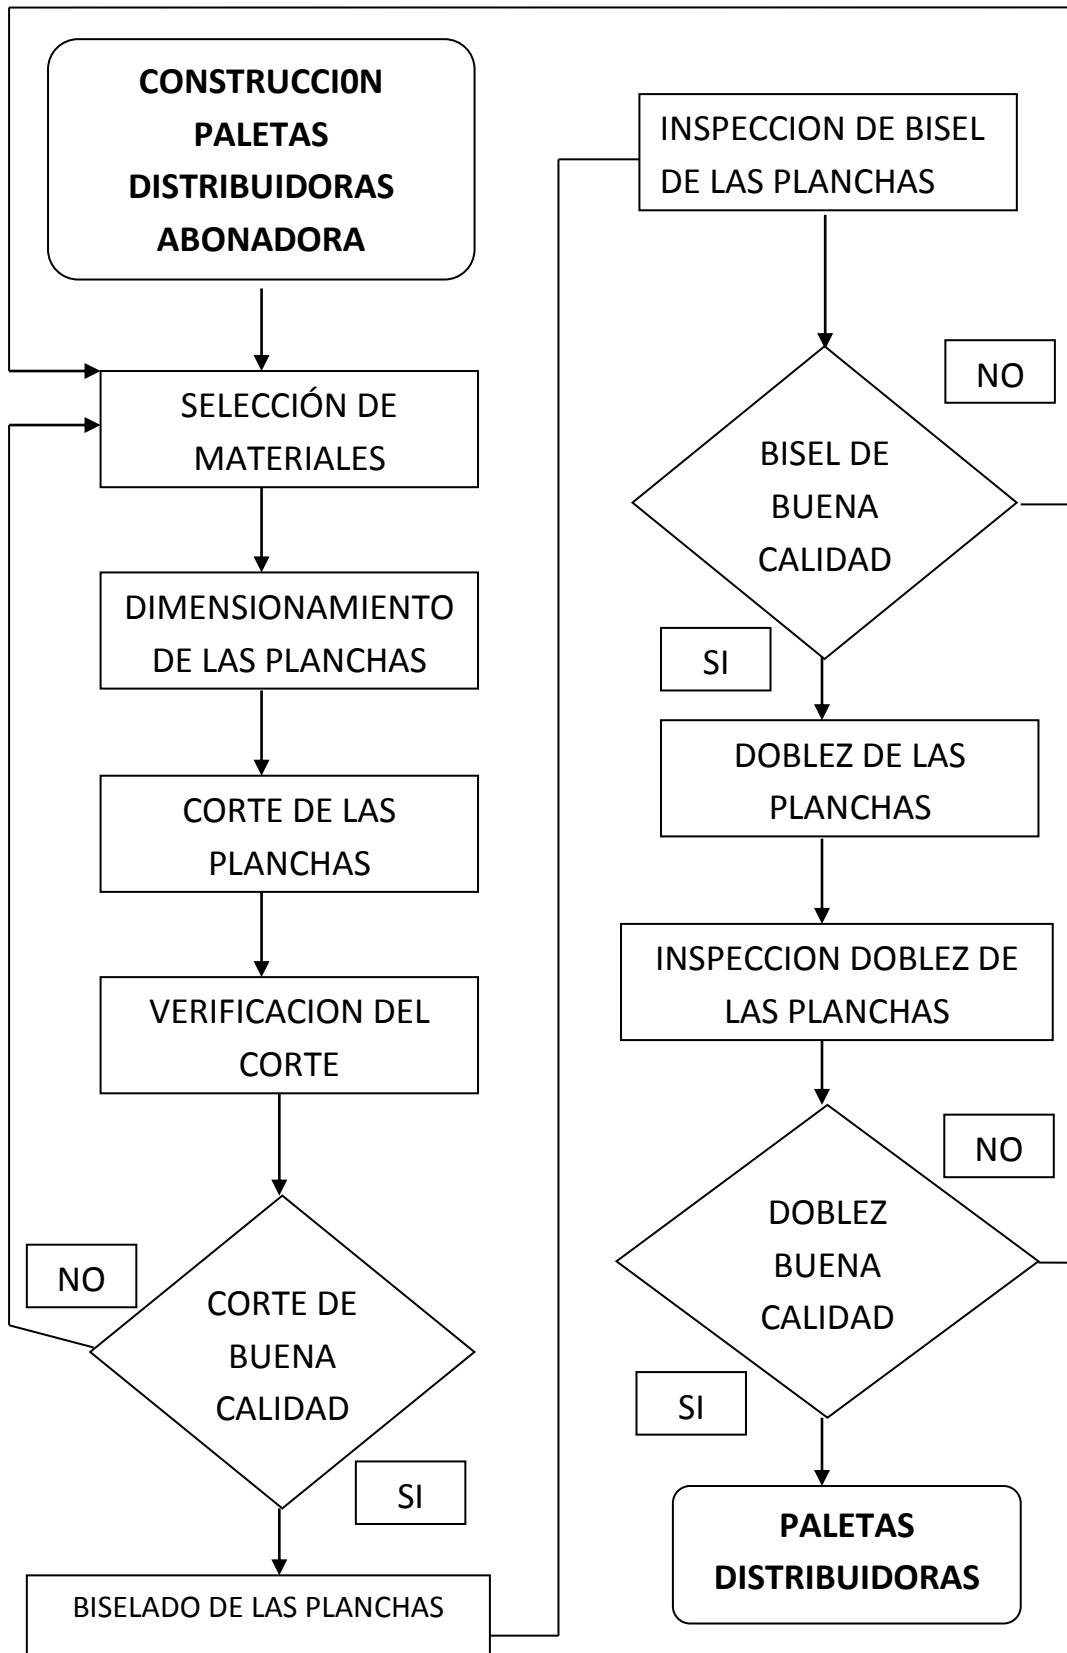 CONSTRUCCI0N
PALETAS
DISTRIBUIDORAS
ABONADORA
SELECCIÓN DE
MATERIALES
DIMENSIONAMIENTO
DE LAS PLANCHAS
CORTE DE LAS
PLANCHAS
VERIFICACION DEL
CORTE
NO
CORTE DE
BUENA
CALIDAD
SI
BISELADO DE LAS PLANCHAS
INSPECCION DE BISEL
DE LAS PLANCHAS
NO
BISEL DE
BUENA
CALIDAD
SI
DOBLEZ DE LAS
PLANCHAS
INSPECCION DOBLEZ DE
LAS PLANCHAS
NO
DOBLEZ
BUENA
CALIDAD
SI
PALETAS
DISTRIBUIDORAS